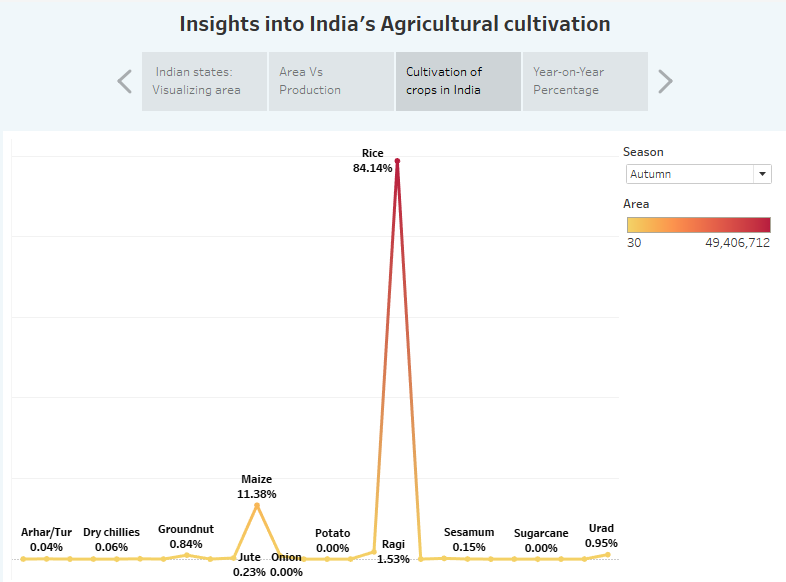 Insights into India's Agricultural cultivation
Indian states:
Visualizing area
Area Vs
Production
Cultivation of
crops in India
Year-on-Year
Percentage
Season
Autumn
Area
30
49,406,712
Rice
84.14%
Maize
11.38%
Arhar/Tur
0.04%
Dry chillies
0.06%
Groundnut
0.84%
Jute
0.23%
Onion
0.00%
Potato
0.00%
Ragi
1.53%
Sesamum
0.15%
Sugarcane
0.00%
Urad
0.95%